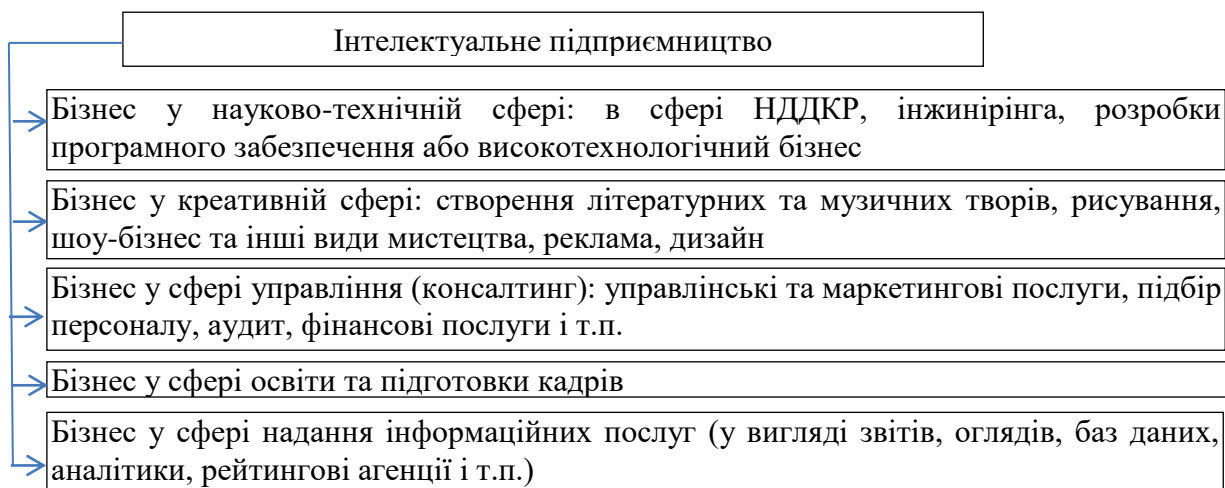 Інтелектуальне підприємництво
Бізнес у науково-технічній сфері: в сфері НДДКР, інжинірінга, розробки
програмного забезпечення або високотехнологічний бізнес
Бізнес у креативній сфері: створення літературних та музичних творів, рисування,
шоу-бізнес та інші види мистецтва, реклама, дизайн
Бізнес у сфері управління (консалтинг): управлінські та маркетингові послуги, підбір
персоналу, аудит, фінансові послуги і т.п.
Бізнес у сфері освіти та підготовки кадрів
Бізнес у сфері надання інформаційних послуг (у вигляді звітів, оглядів, баз даних,
аналітики, рейтингові агенції і т.п.)